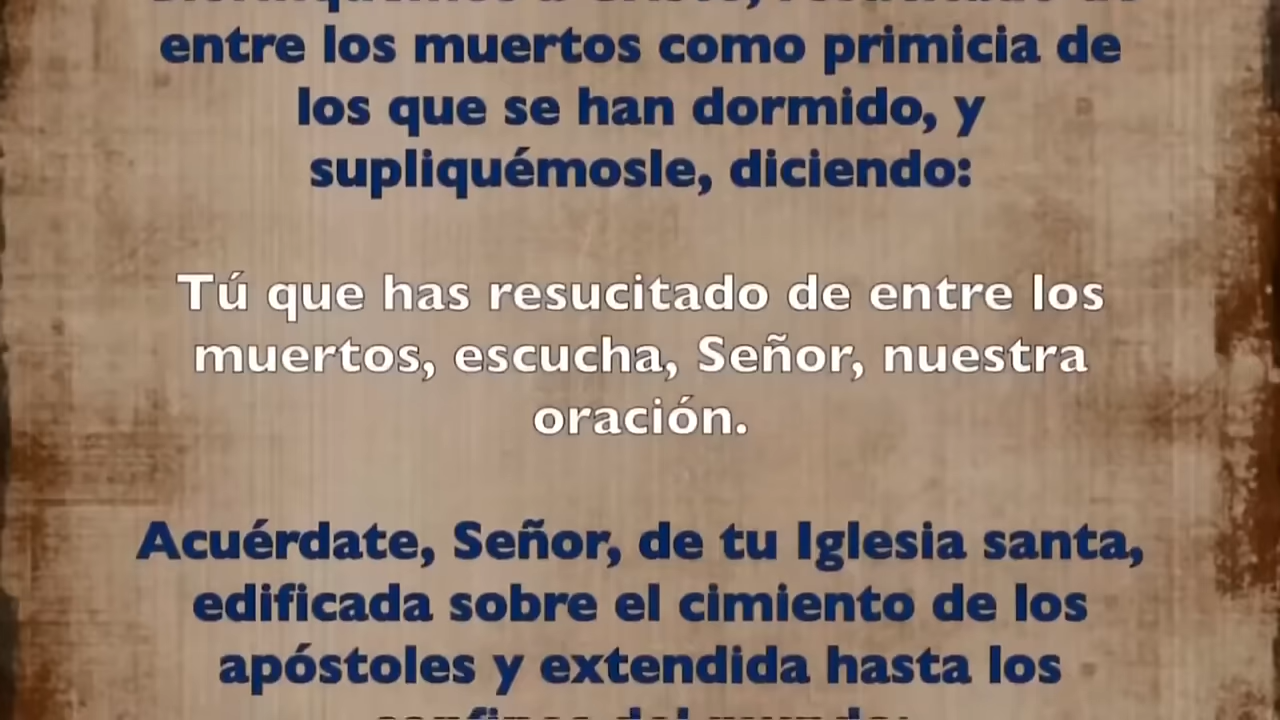 entre los muertos como primicia de
los que se han dormido, y
supliquémosle, diciendo:
Tú que has resucitado de entre los
muertos, escucha, Señor, nuestra
oración.
Acuérdate, Señor, de tu Iglesia santa,
edificada sobre el cimiento de los
apóstoles y extendida hasta los